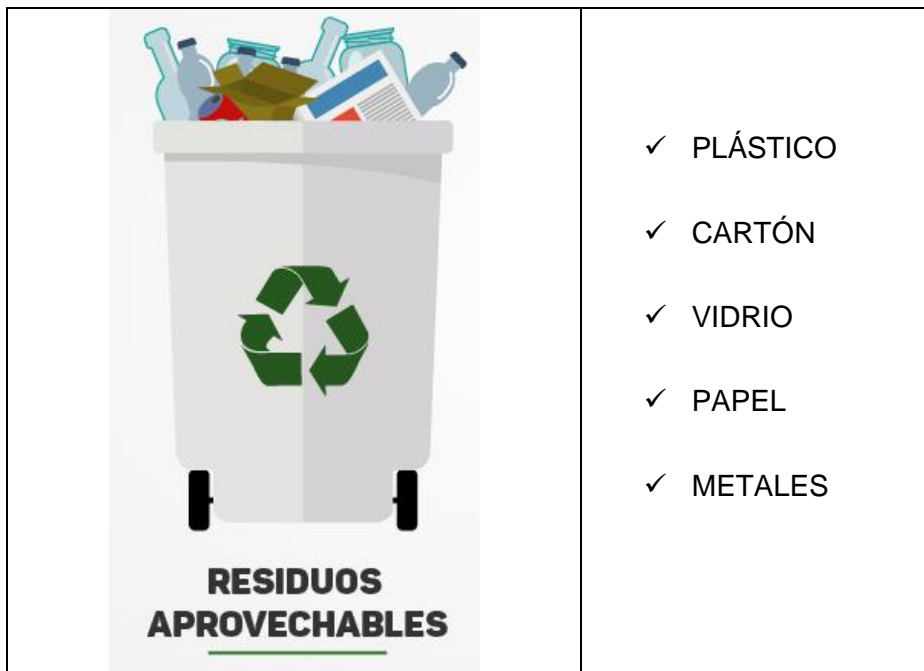 ✓ PLÁSTICO
✓ CARTÓN
✓ VIDRIO
✓ PAPEL
✓ METALES
RESIDUOS
APROVECHABLES